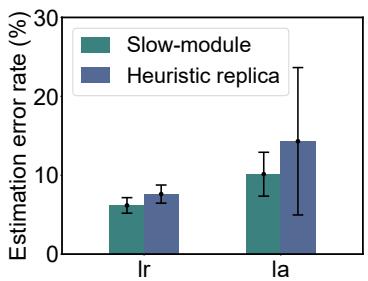 Estimation error rate (%)
30
20
10
0
Slow-module
Heuristic replica
Ir
Ia